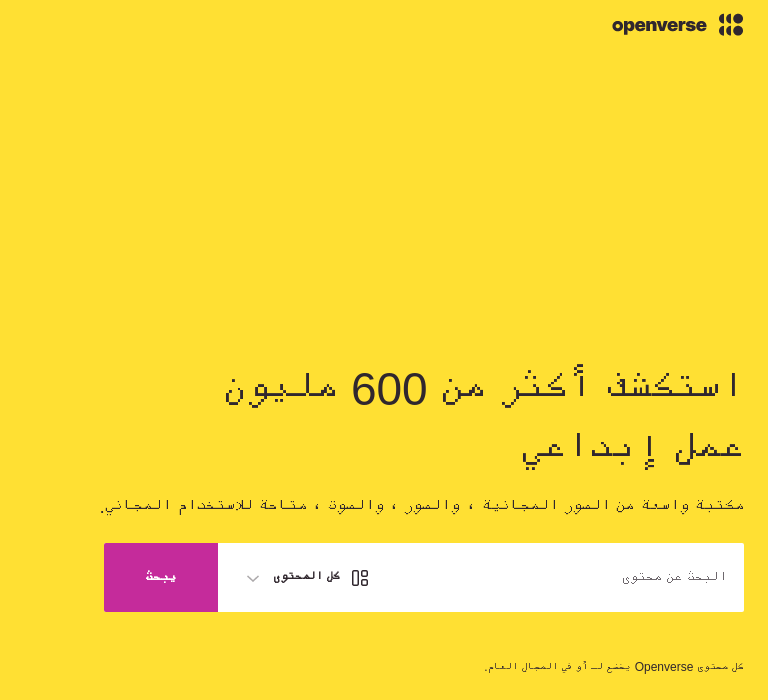 openverse
استكشف أكثر من 600 مليون
عمل إبداعي
مكتبة واسعة من الصور المجانية ، والصور ، والصوت ، متاحة للاستخدام المجاني.
البحث عن محتوى
كل المحتوى
يبحث
كل محتوى Openverse يخضع لـ أو في المجال العام.